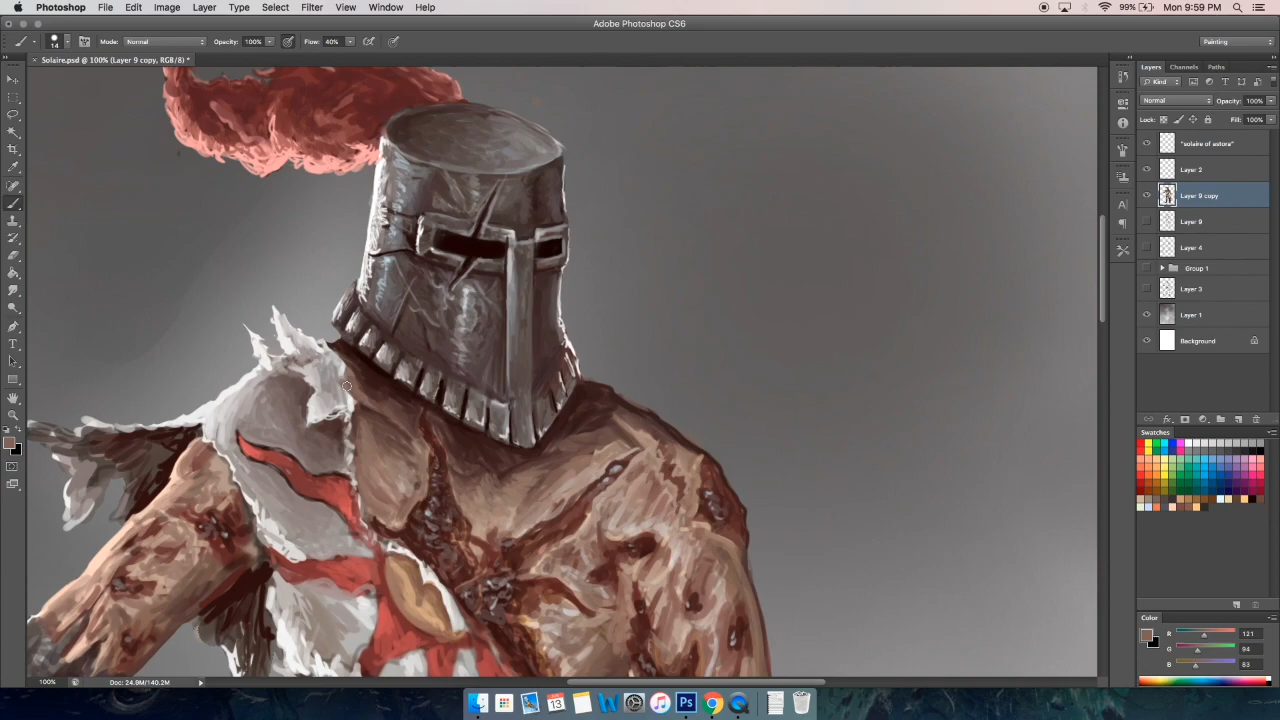 Photoshop File Edit Image Layer Type Select Filter View Window Help 99% Mon 9:59 PM
Adobe Photoshop CS6
14 Mode: Normal Opacity: 100% Flow: 40% Painting
Solaire.psd @ 100% (Layer 9 copy, RGB/8) *
Layers Channels Paths
Kind
Normal Opacity: 100%
Lock: Fill: 100%
"solaire of astora"
Layer 2
Layer 9 copy
Layer 9
Layer 4
Group 1
Layer 3
Layer 1
Background
Swatches
Color
R 121
G 94
B 83
100% Doc: 24.9M/140.2M